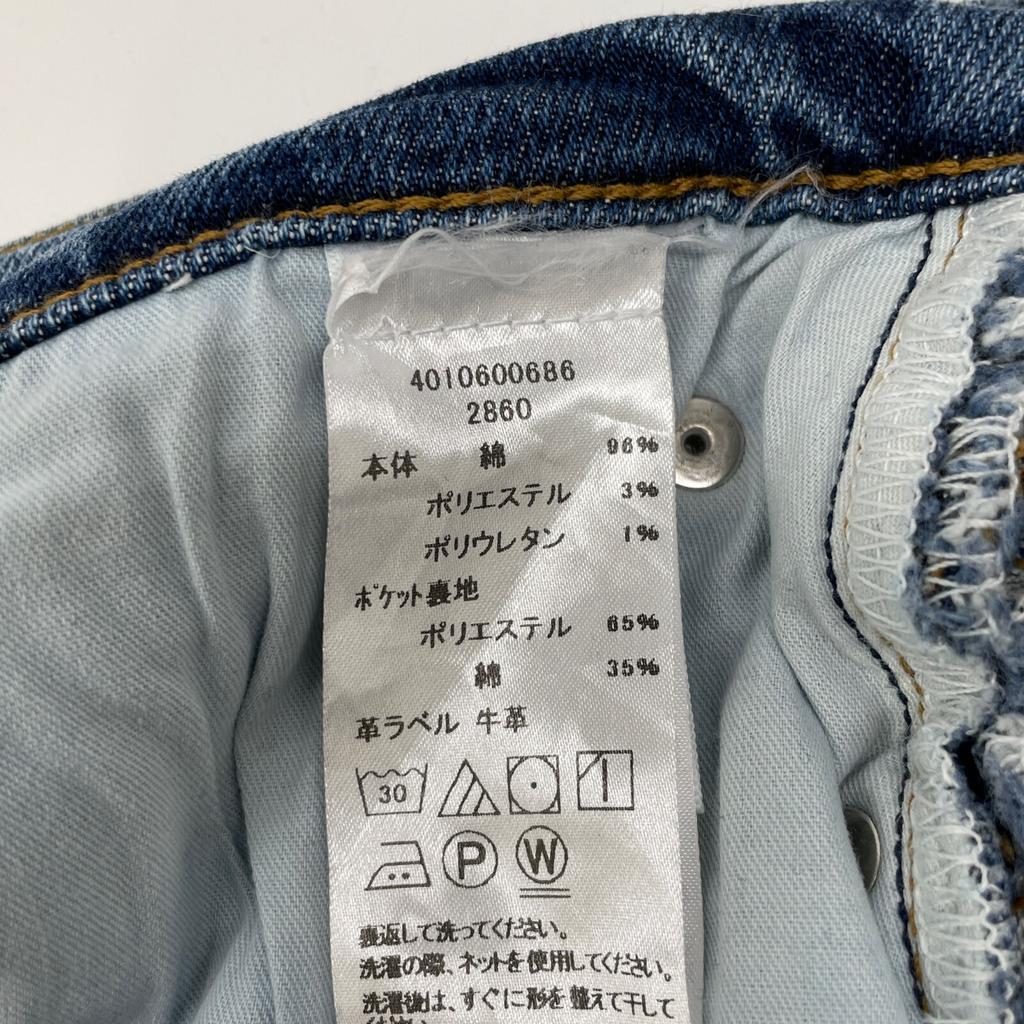 4010600686
2860
本体 綿 96%
ポリエステル 3%
ポリウレタン 1%
ポケット裏地
ポリエステル 65%
綿 35%
革ラベル 牛革
30
P W
裏返して洗ってください。
洗濯の際、ネットを使用してください。
洗濯後は、すぐに形を整えて干して
ください